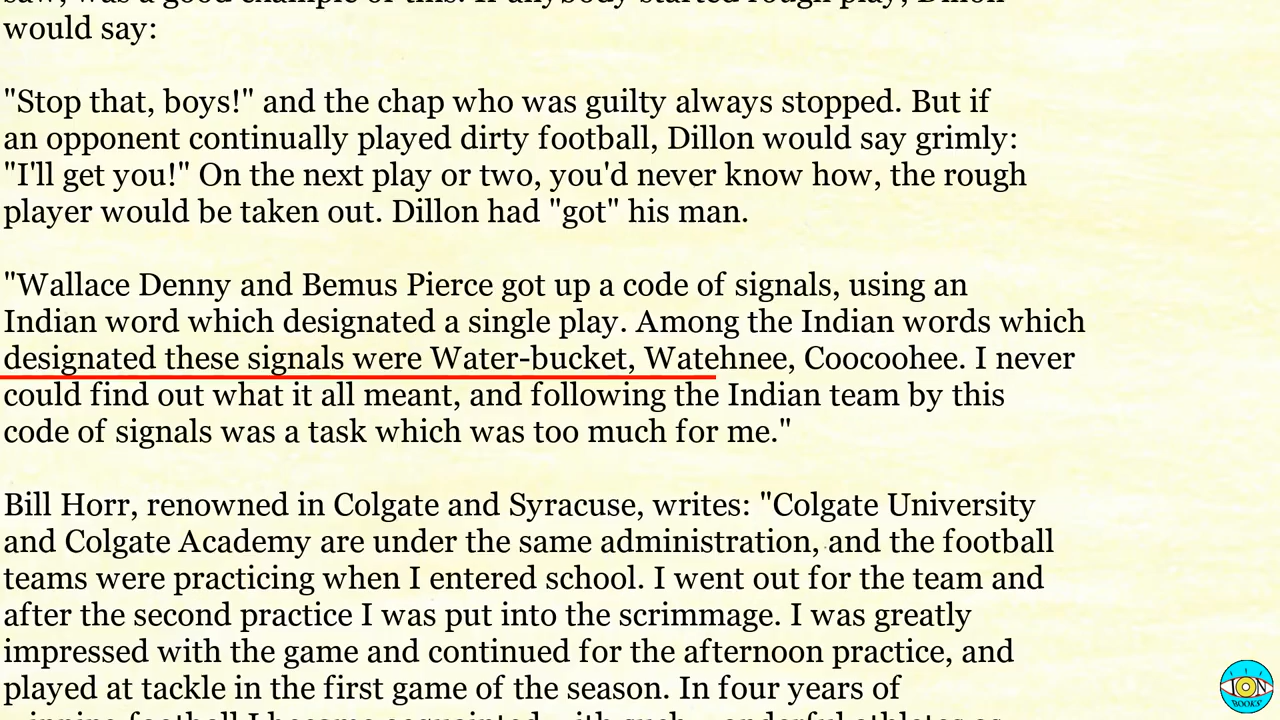 would say:
"Stop that, boys!" and the chap who was guilty always stopped. But if
an opponent continually played dirty football, Dillon would say grimly:
"I'll get you!" On the next play or two, you'd never know how, the rough
player would be taken out. Dillon had "got" his man.
"Wallace Denny and Bemus Pierce got up a code of signals, using an
Indian word which designated a single play. Among the Indian words which
designated these signals were Water-bucket, Watehnee, Coocoohee. I never
could find out what it all meant, and following the Indian team by this
code of signals was a task which was too much for me."
Bill Horr, renowned in Colgate and Syracuse, writes: "Colgate University
and Colgate Academy are under the same administration, and the football
teams were practicing when I entered school. I went out for the team and
after the second practice I was put into the scrimmage. I was greatly
impressed with the game and continued for the afternoon practice, and
played at tackle in the first game of the season. In four years of
ION
BOOKS